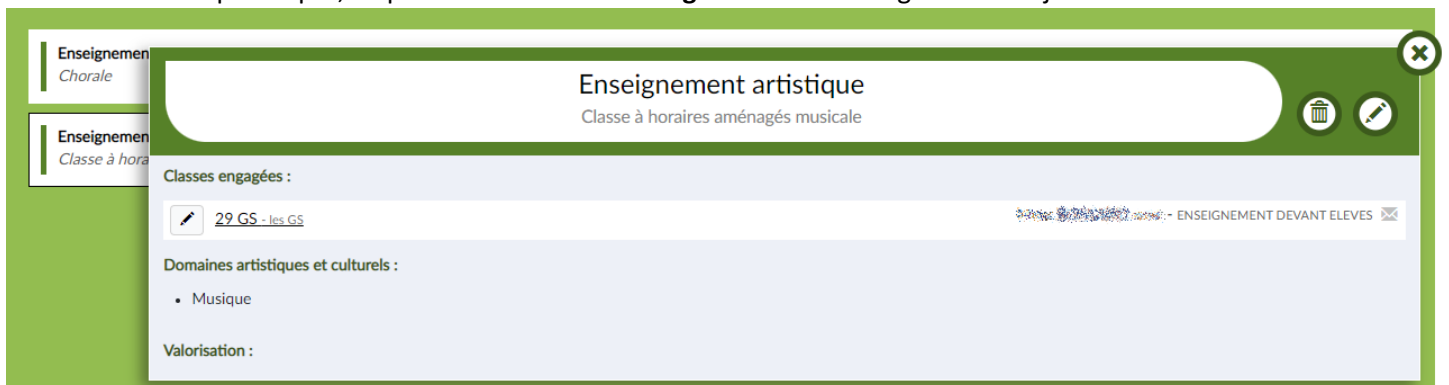 Enseignemen
Chorale
Enseignement artistique
Classe à horaires aménagés musicale
Enseignemen
Classe à hora
Classes engagées :
29 GS - les GS
- ENSEIGNEMENT DEVANT ELEVES
Domaines artistiques et culturels :
• Musique
Valorisation :